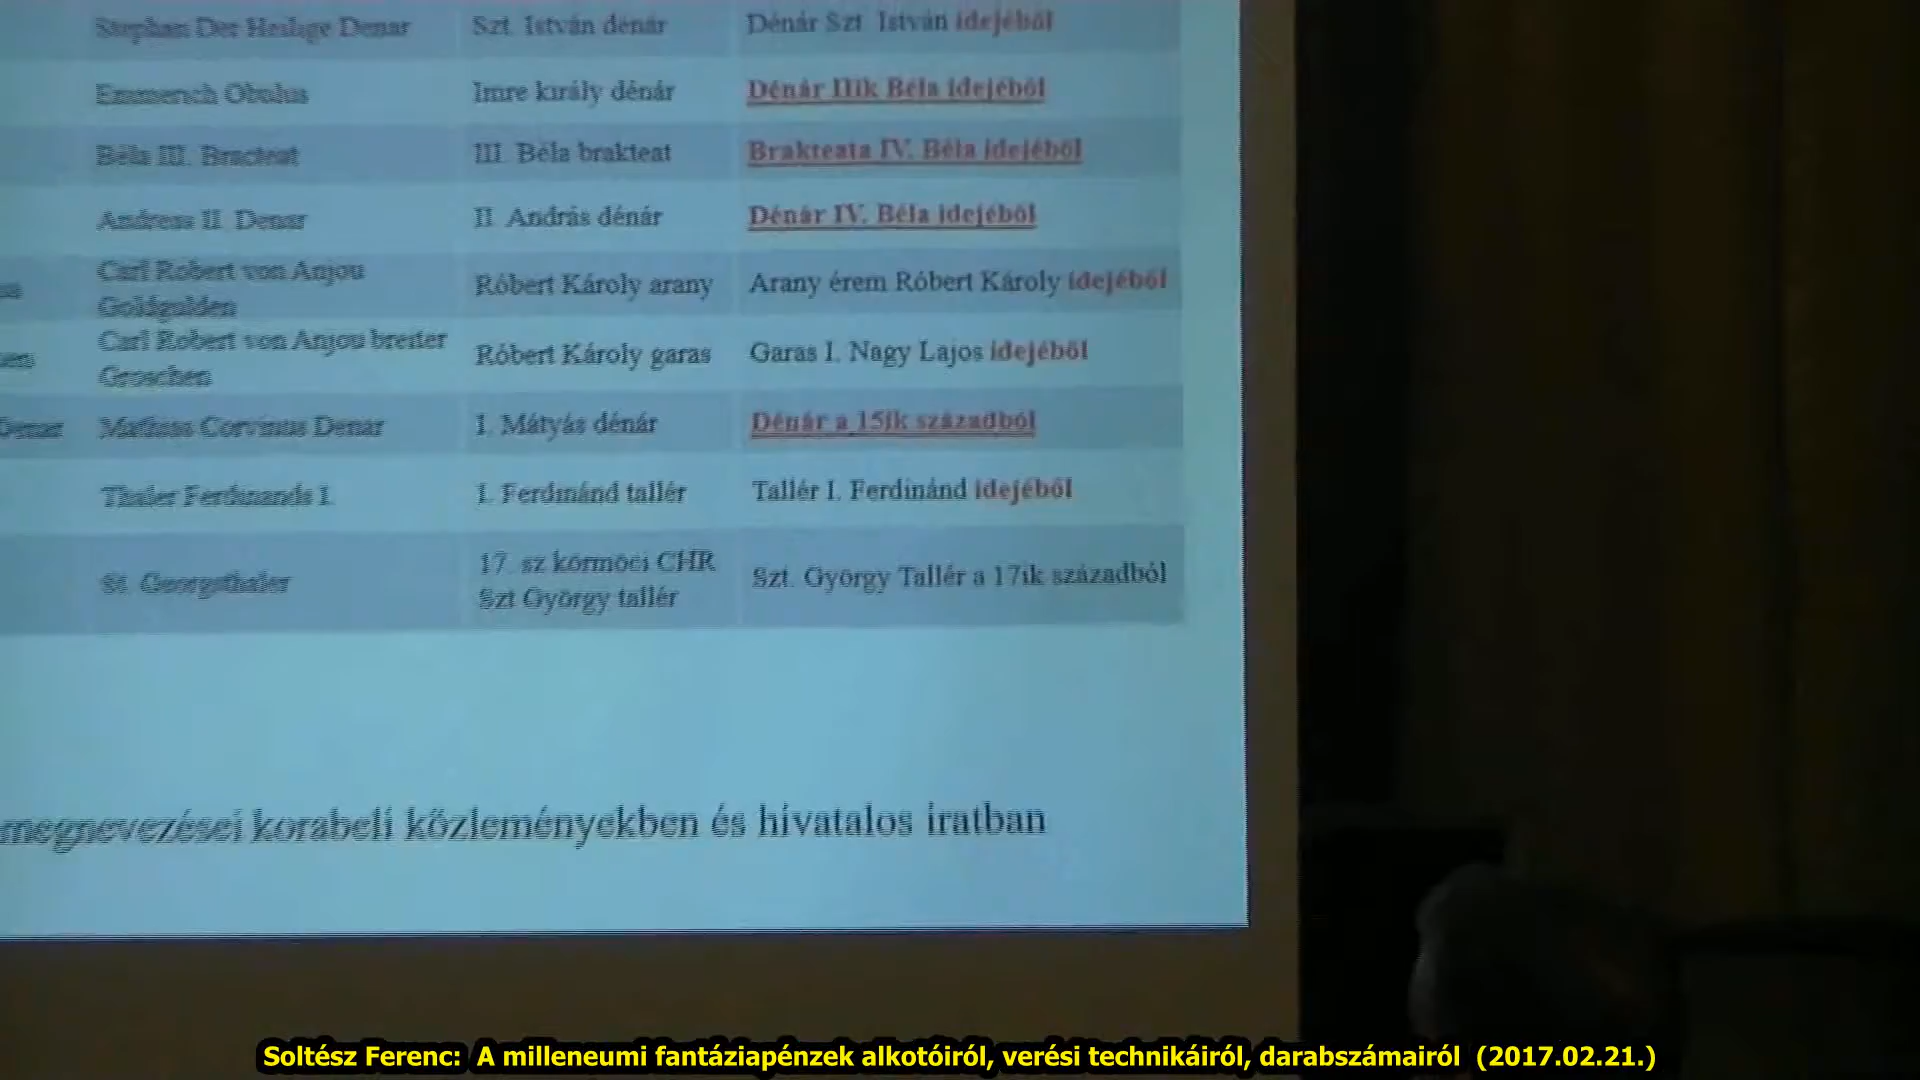 Stephan Der Heilige Denar Szt. István dénár Dénár Szt. István idejéből
Emmerich Obulus Imre király dénár Dénár IIIik Béla idejéből
Béla III. Bracteat III. Béla brakteat Brakteata IV. Béla idejéből
Andreas II. Denar II. András dénár Dénár IV. Béla idejéből
Carl Robert von Anjou
Goldgulden Róbert Károly arany Arany érem Róbert Károly idejéből
Carl Robert von Anjou breiter
Groschen Róbert Károly garas Garas I. Nagy Lajos idejéből
Denar Mathias Corvinus Denar I. Mátyás dénár Dénár a 15ik századból
Thaler Ferdinands I. I. Ferdinánd tallér Tallér I. Ferdinánd idejéből
St. Georgsthaler 17. sz körmöci CHR
Szt György tallér Szt. György Tallér a 17ik századból
megnevezései korabeli közleményekben és hivatalos iratban
Soltész Ferenc: A milleneumi fantáziapénzek alkotóiról, verési technikáiról, darabszámairól (2017.02.21.)